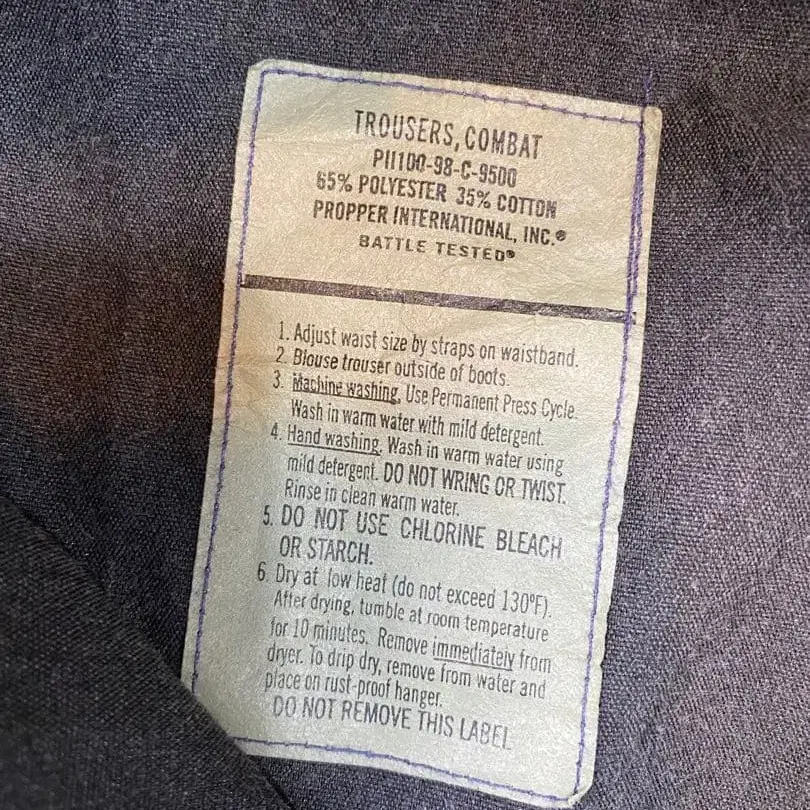 TROUSERS, COMBAT
PII100-98-C-9500
65% POLYESTER 35% COTTON
PROPPER INTERNATIONAL, INC.®
BATTLE TESTED®
1. Adjust waist size by straps on waistband.
2. Blouse trouser outside of boots.
3. Machine washing, Use Permanent Press Cycle.
Wash in warm water with mild detergent.
4. Hand washing. Wash in warm water using
mild detergent. DO NOT WRING OR TWIST.
Rinse in clean warm water.
5. DO NOT USE CHLORINE BLEACH
OR STARCH.
6. Dry at low heat (do not exceed 130°F).
After drying, tumble at room temperature
for 10 minutes. Remove immediately from
dryer. To drip dry, remove from water and
place on rust-proof hanger.
DO NOT REMOVE THIS LABEL